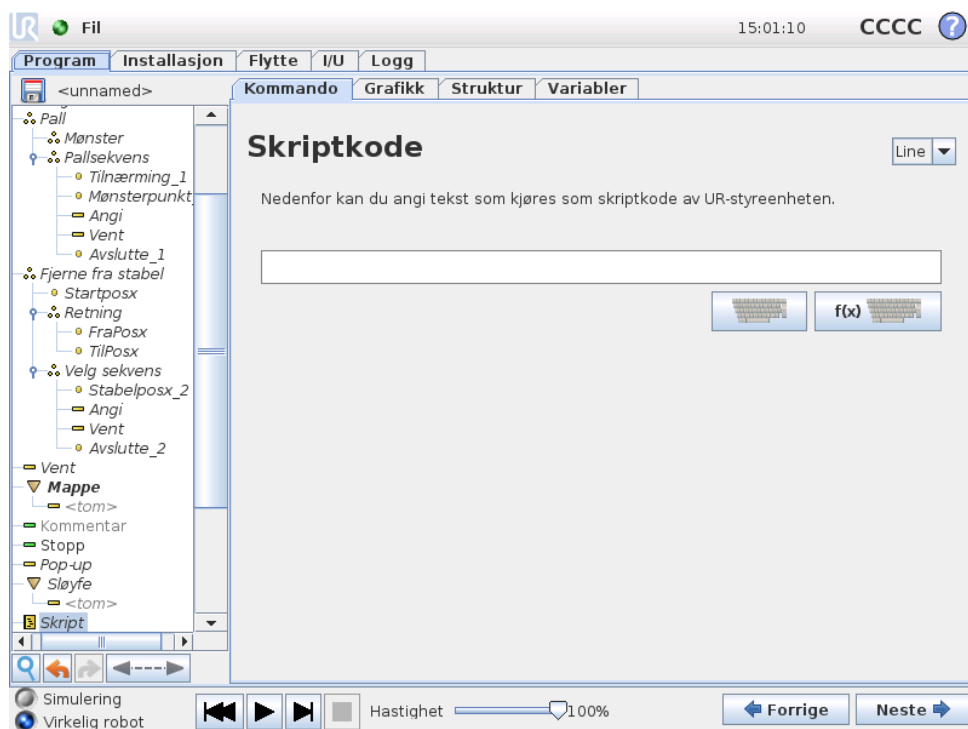 UR Fil 15:01:10 CCCC ?
Program Installasjon Flytte I/U Logg
<unnamed>
Kommando Grafikk Struktur Variabler
Pall
Mønster
Pallsekvens
Tilnærming_1
Mønsterpunkt
Angi
Vent
Avslutte_1
Fjerne fra stabel
Startposx
Retning
FraPosx
TilPosx
Velg sekvens
Stabelposx_2
Angi
Vent
Avslutte_2
Vent
Mappe
<tom>
Kommentar
Stopp
Pop-up
Sløyfe
<tom>
Skript
Skriptkode
Line
Nedenfor kan du angi tekst som kjøres som skriptkode av UR-styreenheten.
f(x)
Simulering
Virkelig robot
Hastighet 100%
Forrige Neste